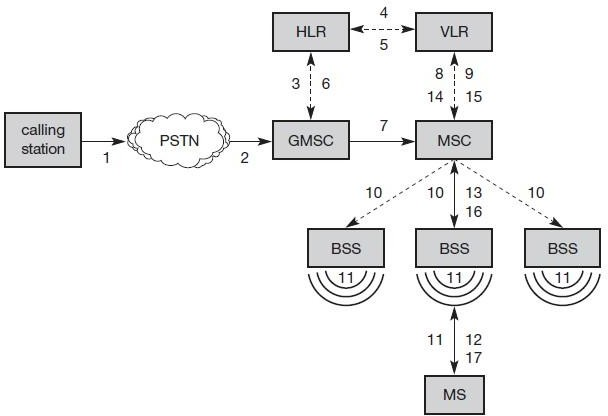 4
HLR
VLR
5
3 6
8 9
14 15
calling
station
1
PSTN
2
GMSC
7
MSC
10
10
13
16
10
BSS
BSS
BSS
11
11
11
11
12
17
MS